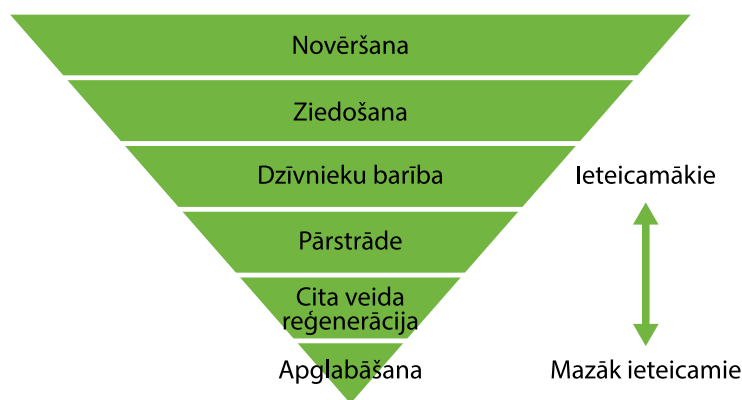 Novēršana
Ziedošana
Dzīvnieku barība
Ieteicamākie
Pārstrāde
Cita veida
reģenerācija
Apglabāšana
Mazāk ieteicamie